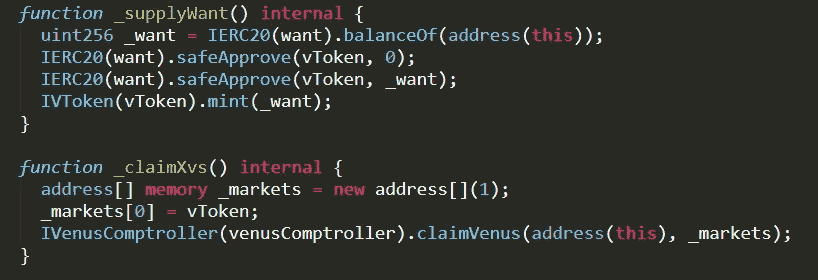 function _supplyWant() internal {
  uint256 _want = IERC20(want).balanceOf(address(this));
  IERC20(want).safeApprove(vToken, 0);
  IERC20(want).safeApprove(vToken, _want);
  IVToken(vToken).mint(_want);
}

function _claimXvs() internal {
  address[] memory _markets = new address[](1);
  _markets[0] = vToken;
  IVenusComptroller(venusComptroller).claimVenus(address(this), _markets);
}